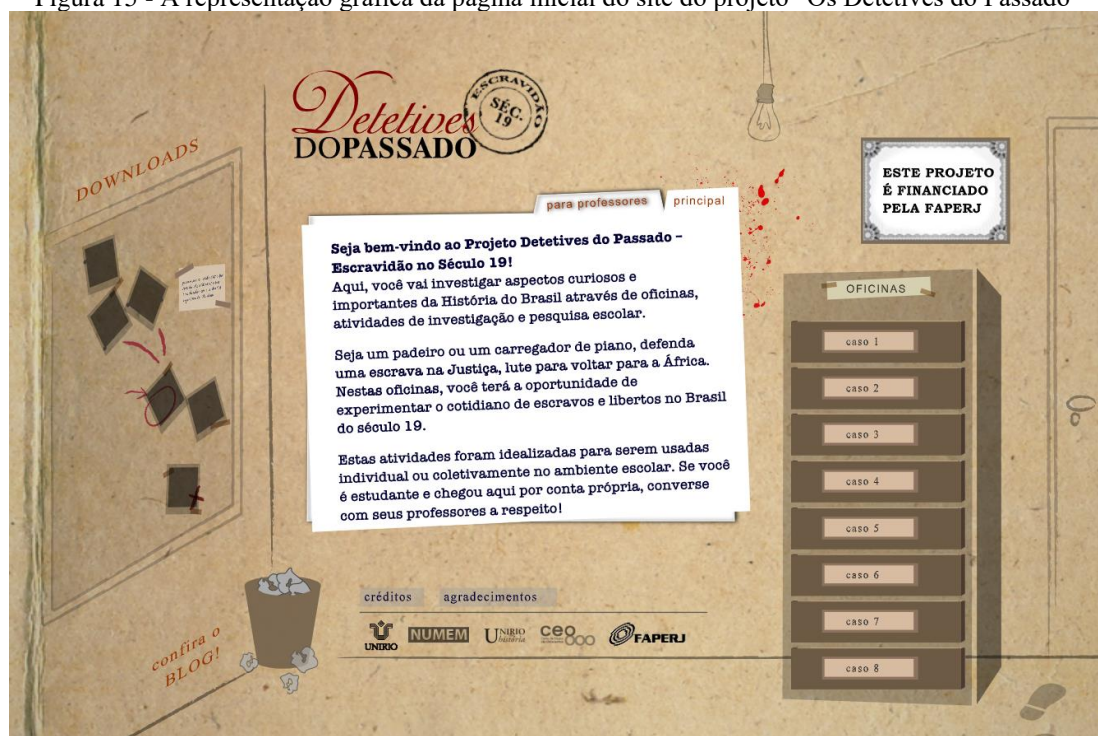 Figura 13 - A representação gráfica da página inicial do site do projeto "Os Detetives do Passado"
Detetives
DOPASSADO
ESCRAVIDÃO
SÉC.
19
DOWNLOADS
ESTE PROJETO
É FINANCIADO
PELA FAPERJ
para professores
principal
Seja bem-vindo ao Projeto Detetives do Passado –
Escravidão no Século 19!
Aqui, você vai investigar aspectos curiosos e
importantes da História do Brasil através de oficinas,
atividades de investigação e pesquisa escolar.
Seja um padeiro ou um carregador de piano, defenda
uma escrava na Justiça, lute para voltar para a África.
Nestas oficinas, você terá a oportunidade de
experimentar o cotidiano de escravos e libertos no Brasil
do século 19.
Estas atividades foram idealizadas para serem usadas
individual ou coletivamente no ambiente escolar. Se você
é estudante e chegou aqui por conta própria, converse
com seus professores a respeito!
OFICINAS
caso 1
caso 2
caso 3
caso 4
caso 5
caso 6
caso 7
caso 8
créditos
agradecimentos
UNIRIO
NUMEM
UNIRIO
história
ceo
FAPERJ
confira o
BLOG!